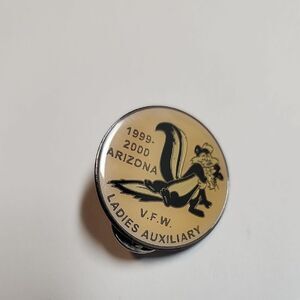 1999-
2000
ARIZONA
V.F.W.
LADIES AUXILIARY